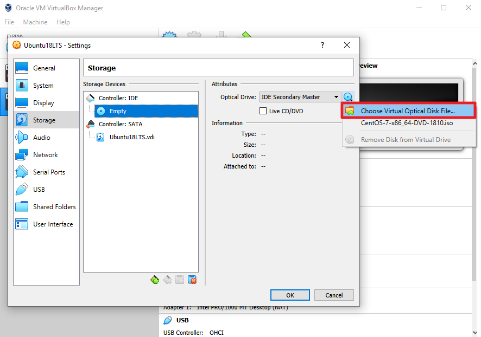 Oracle VM VirtualBox Manager
File Machine Help
Ubuntu18LTS - Settings
? ×
General
System
Display
Storage
Audio
Network
Serial Ports
USB
Shared Folders
User Interface
Storage
Storage Devices
Controller: IDE
Empty
Controller: SATA
Ubuntu18LTS.vdi
Attributes
Optical Drive: IDE Secondary Master
Live CD/DVD
Information
Type: --
Size: --
Location: --
Attached to: --
Preview
Choose Virtual Optical Disk File...
CentOS-7-x86_64-DVD-1810.iso
Remove Disk from Virtual Drive
OK
Cancel
Adapter 1: Intel PRO/1000 MT Desktop (NAT)
USB
USB Controller: OHCI